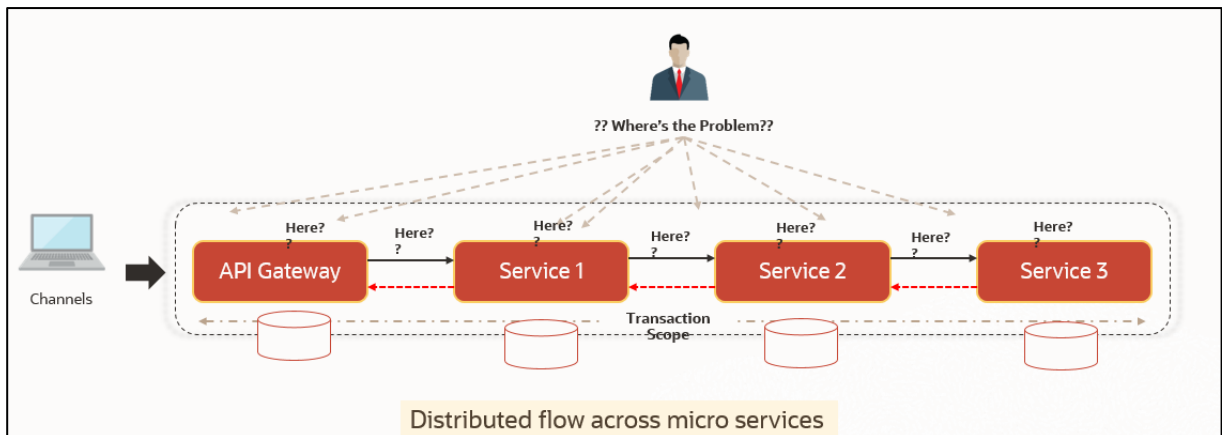 ?? Where's the Problem??
Here?
?
Here?
?
Here?
?
Here?
?
Here?
?
Here?
?
Here?
?
API Gateway
Service 1
Service 2
Service 3
Channels
Transaction
Scope
Distributed flow across micro services